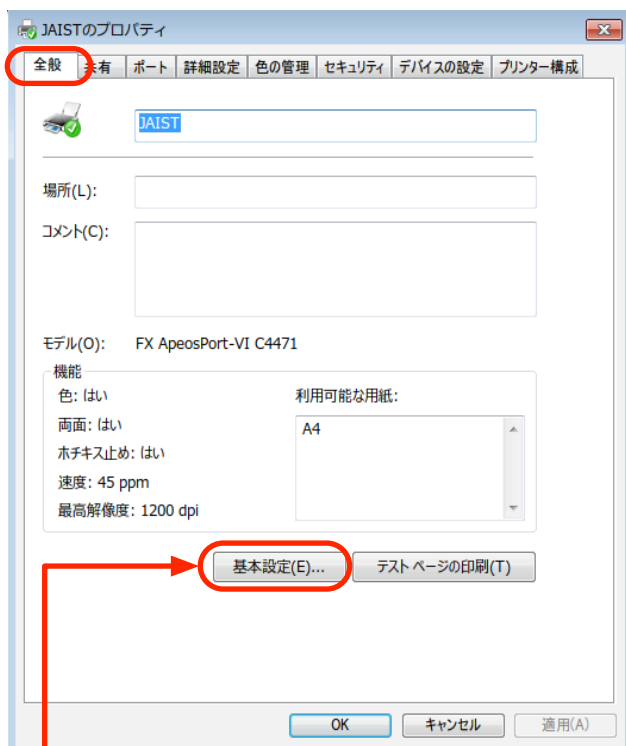 JAISTのプロパティ
全般 共有 ポート 詳細設定 色の管理 セキュリティ デバイスの設定 プリンター構成
JAIST
場所(L):
コメント(C):
モデル(O): FX ApeosPort-VI C4471
機能
色: はい 利用可能な用紙:
両面: はい A4
ホチキス止め: はい
速度: 45 ppm
最高解像度: 1200 dpi
基本設定(E)... テスト ページの印刷(T)
OK キャンセル 適用(A)